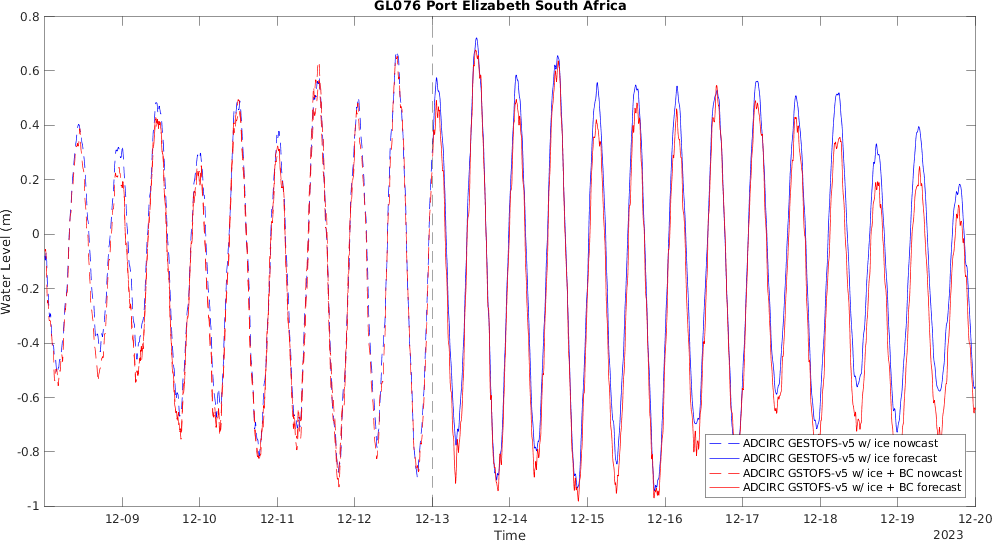 GL076 Port Elizabeth South Africa
0.8
0.6
0.4
0.2
0
-0.2
-0.4
-0.6
-0.8
-1
Water Level (m)
ADCIRC GESTOFS-v5 w/ ice nowcast
ADCIRC GESTOFS-v5 w/ ice forecast
ADCIRC GSTOFS-v5 w/ ice + BC nowcast
ADCIRC GSTOFS-v5 w/ ice + BC forecast
12-09 12-10 12-11 12-12 12-13 12-14 12-15 12-16 12-17 12-18 12-19 12-20
Time
2023